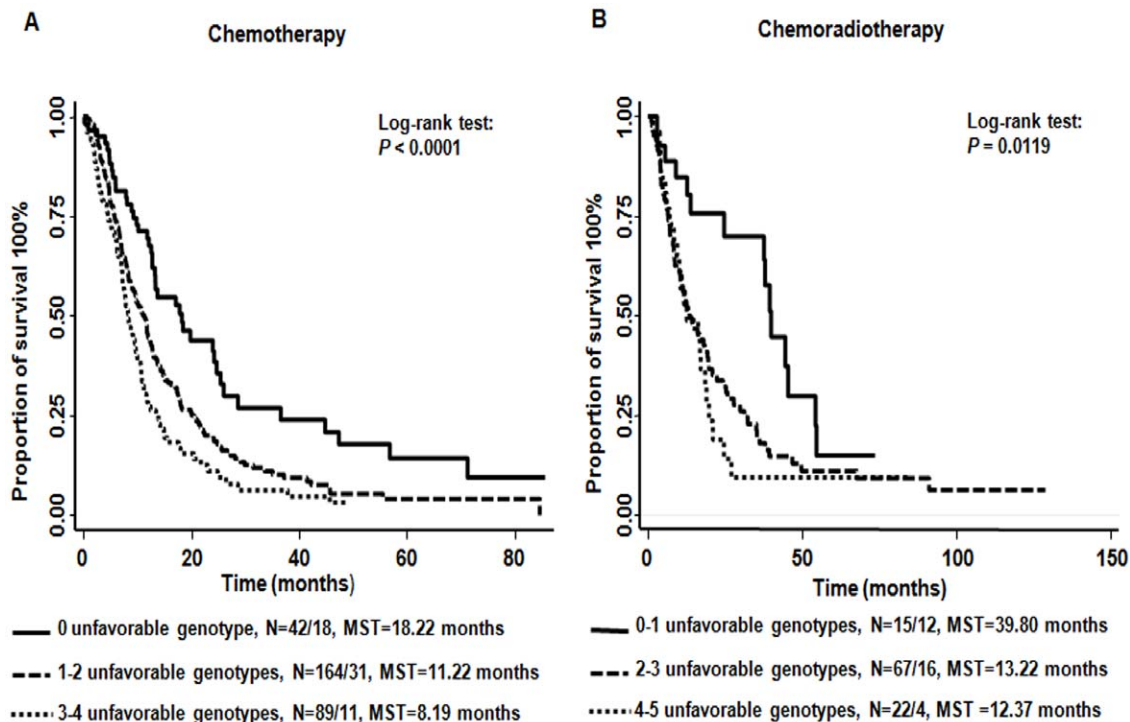 A
Chemotherapy
Log-rank test:
P < 0.0001
Proportion of survival 100%
1.00
0.75
0.50
0.25
0.00
0 20 40 60 80
Time (months)
0 unfavorable genotype, N=42/18, MST=18.22 months
1-2 unfavorable genotypes, N=164/31, MST=11.22 months
3-4 unfavorable genotypes, N=89/11, MST=8.19 months
B
Chemoradiotherapy
Log-rank test:
P = 0.0119
Proportion of survival 100%
1.00
0.75
0.50
0.25
0.00
0 50 100 150
Time (months)
0-1 unfavorable genotypes, N=15/12, MST=39.80 months
2-3 unfavorable genotypes, N=67/16, MST=13.22 months
4-5 unfavorable genotypes, N=22/4, MST =12.37 months